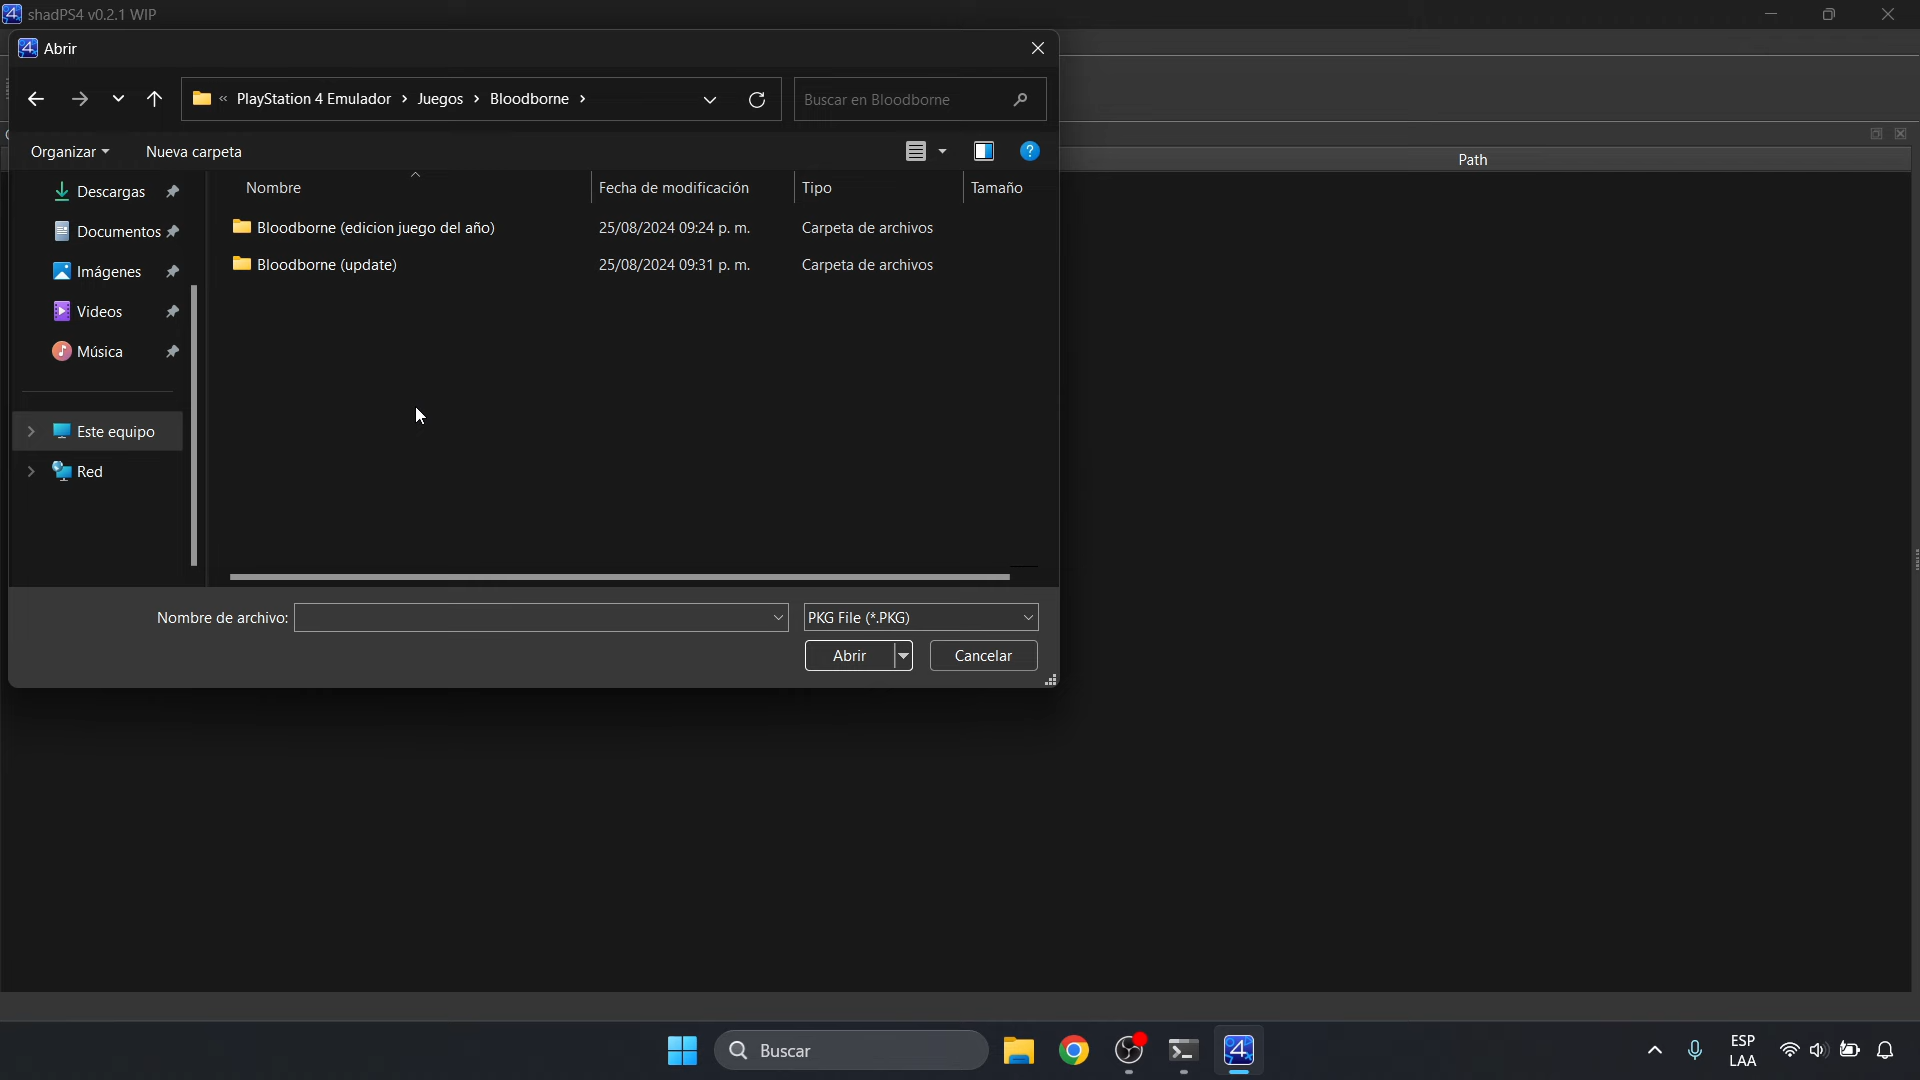 shadPS4 v0.2.1 WIP
Abrir
« PlayStation 4 Emulador > Juegos > Bloodborne >
Buscar en Bloodborne
Organizar
Nueva carpeta
Path
Nombre
Fecha de modificación
Tipo
Tamaño
Descargas
Documentos
Imágenes
Videos
Música
Este equipo
Red
Bloodborne (edicion juego del año)
25/08/2024 09:24 p. m.
Carpeta de archivos
Bloodborne (update)
25/08/2024 09:31 p. m.
Carpeta de archivos
Nombre de archivo:
PKG File (*.PKG)
Abrir
Cancelar
Buscar
ESP
LAA